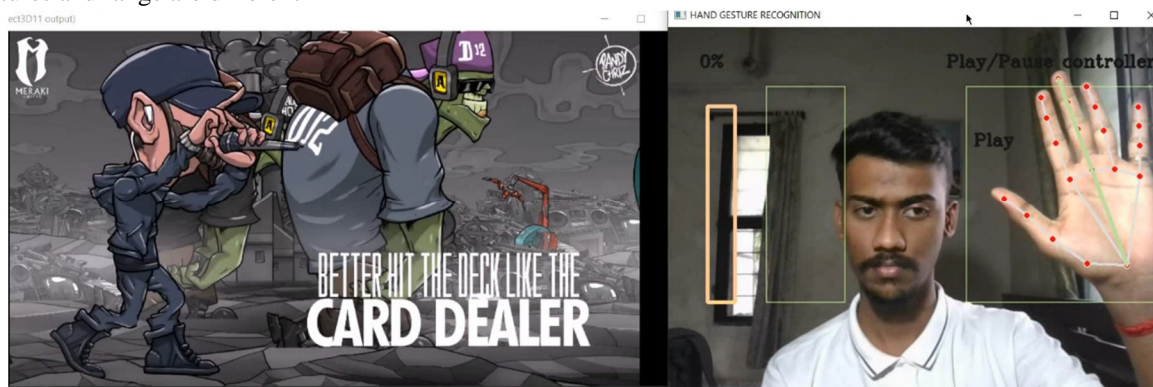 ect3D11 output)
HAND GESTURE RECOGNITION
MERAKI
D12
RANDY
A
A
D12
BETTER HIT THE DECK LIKE THE
CARD DEALER
0%
Play/Pause controller
Play